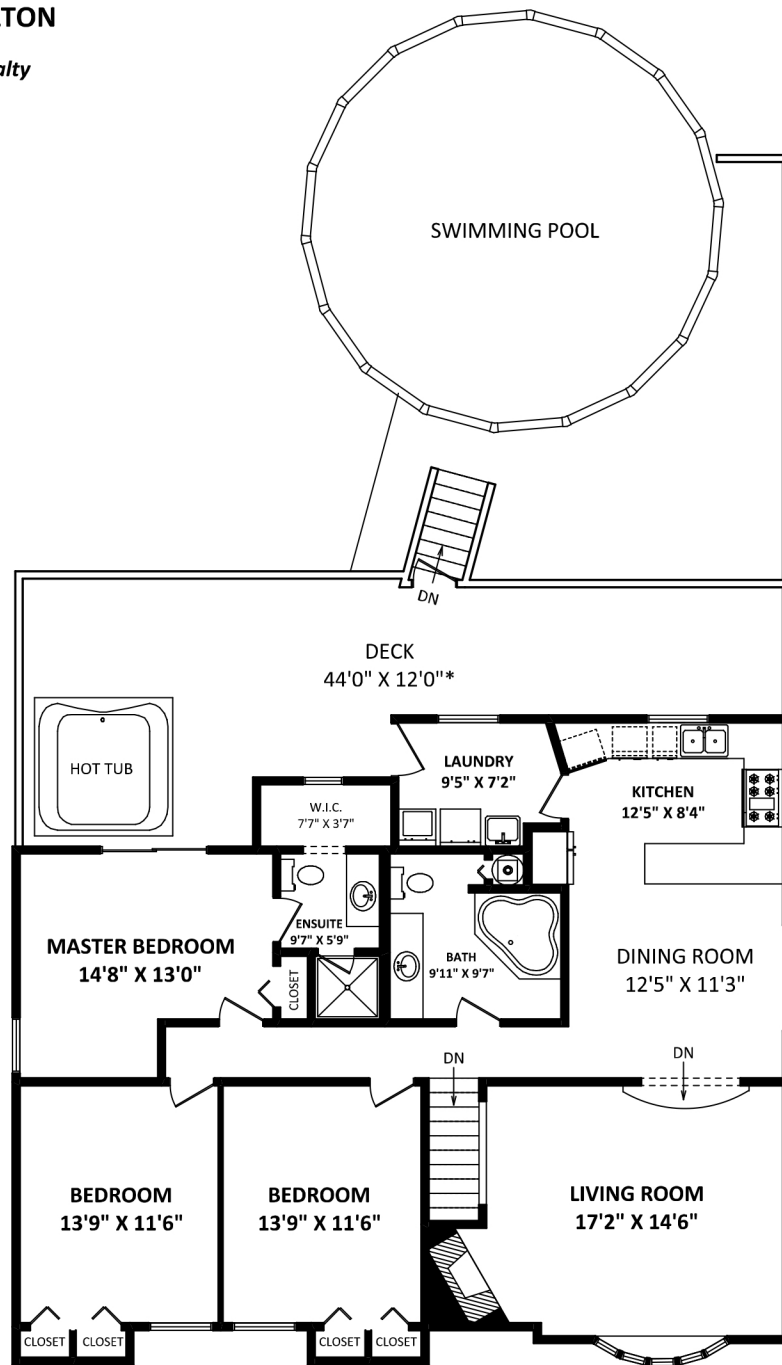 TON
alty
SWIMMING POOL
DN
DECK
44'0" X 12'0"*
HOT TUB
LAUNDRY
9'5" X 7'2"
W.I.C.
7'7" X 3'7"
KITCHEN
12'5" X 8'4"
ENSUITE
9'7" X 5'9"
MASTER BEDROOM
14'8" X 13'0"
BATH
9'11" X 9'7"
DINING ROOM
12'5" X 11'3"
CLOSET
DN
DN
BEDROOM
13'9" X 11'6"
BEDROOM
13'9" X 11'6"
LIVING ROOM
17'2" X 14'6"
CLOSET
CLOSET
CLOSET
CLOSET